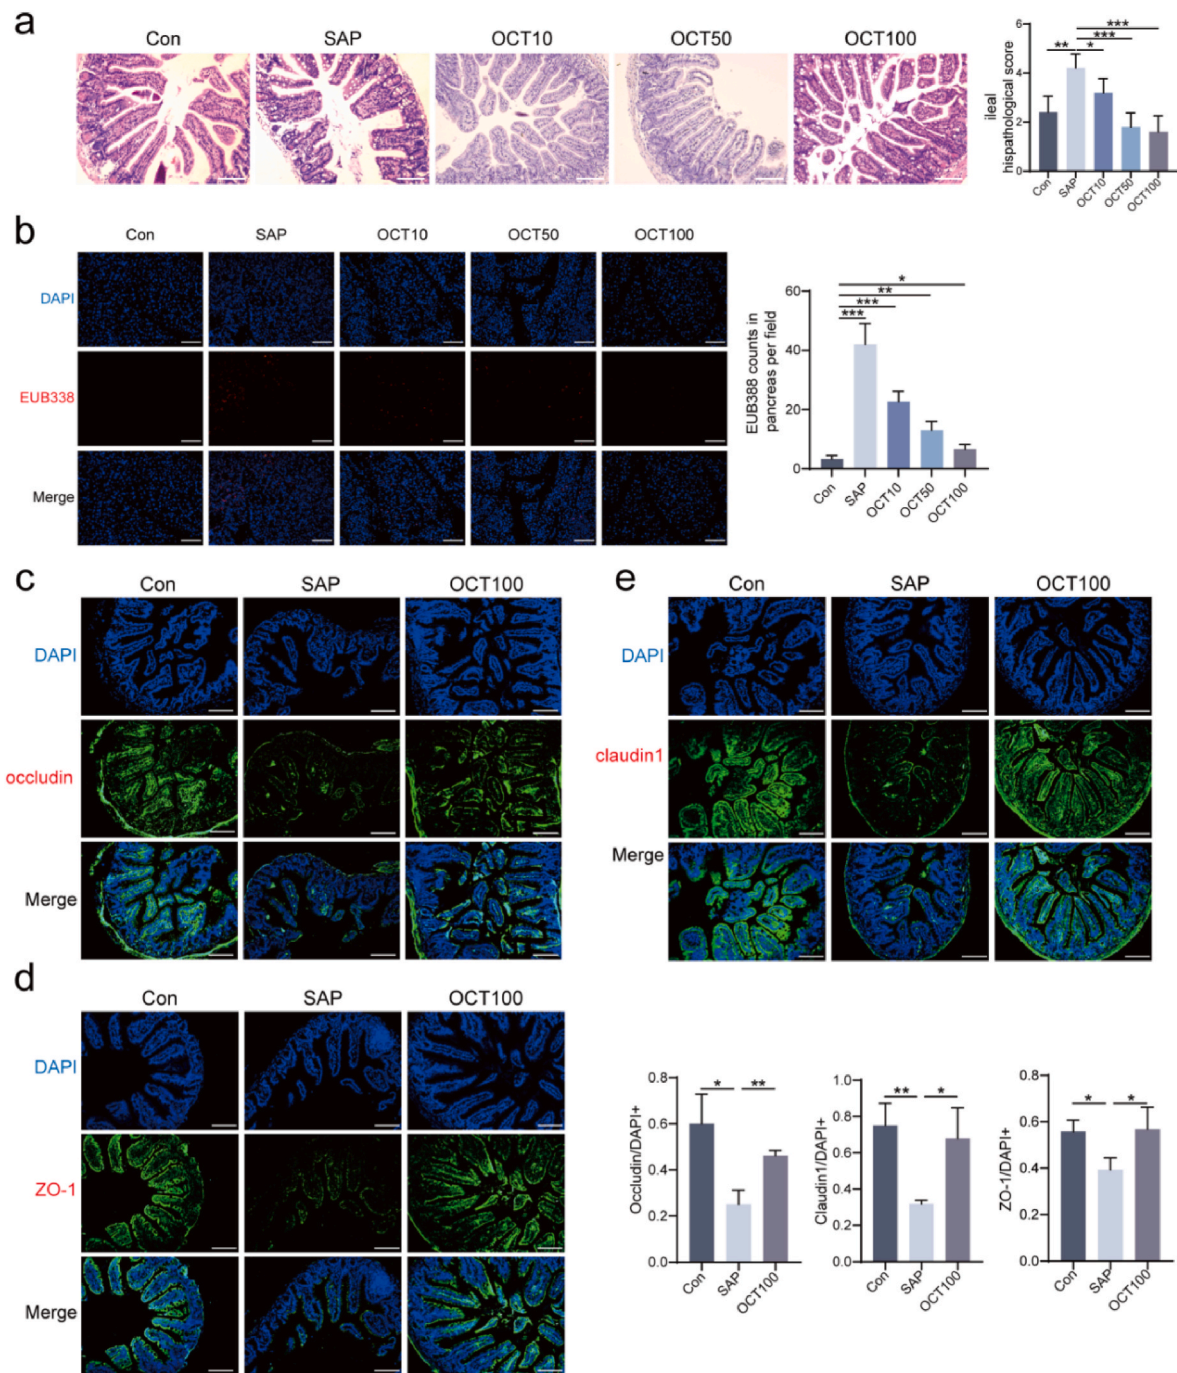 a
Con SAP OCT10 OCT50 OCT100
ileal
hispathological score
6
4
2
0
** *
***
***
Con SAP OCT10 OCT50 OCT100
b
Con SAP OCT10 OCT50 OCT100
DAPI
EUB338
Merge
EUB388 counts in
pancreas per field
60
40
20
0
*
**
***
***
Con SAP OCT10 OCT50 OCT100
c
Con SAP OCT100
DAPI
occludin
Merge
e
Con SAP OCT100
DAPI
claudin1
Merge
d
Con SAP OCT100
DAPI
ZO-1
Merge
Occludin/DAPI+
0.8
0.6
0.4
0.2
0.0
* **
Con SAP OCT100
Claudin1/DAPI+
1.0
0.8
0.6
0.4
0.2
0.0
** *
Con SAP OCT100
ZO-1/DAPI+
0.8
0.6
0.4
0.2
0.0
* *
Con SAP OCT100